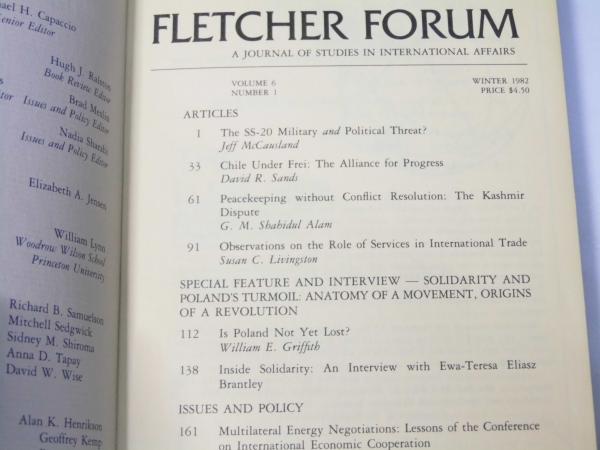 ael H. Capaccio
Senior Editor
Hugh J. Ralston
Book Review Editor
Brad Meslin
Issues and Policy Editor
Nadia Sharakis
Issues and Policy Editor
Elizabeth A. Jensen
William Lynn
Woodrow Wilson School
Princeton University
Richard B. Samuelson
Mitchell Sedgwick
Sidney M. Shiroma
Anna D. Tapay
David W. Wise
Alan K. Henrikson
Geoffrey Kemp
FLETCHER FORUM
A JOURNAL OF STUDIES IN INTERNATIONAL AFFAIRS
VOLUME 6 WINTER 1982
NUMBER 1 PRICE $4.50
ARTICLES
1 The SS-20 Military and Political Threat?
Jeff McCausland
33 Chile Under Frei: The Alliance for Progress
David R. Sands
61 Peacekeeping without Conflict Resolution: The Kashmir
Dispute
G. M. Shahidul Alam
91 Observations on the Role of Services in International Trade
Susan C. Livingston
SPECIAL FEATURE AND INTERVIEW — SOLIDARITY AND
POLAND'S TURMOIL: ANATOMY OF A MOVEMENT, ORIGINS
OF A REVOLUTION
112 Is Poland Not Yet Lost?
William E. Griffith
138 Inside Solidarity: An Interview with Ewa-Teresa Eliasz
Brantley
ISSUES AND POLICY
161 Multilateral Energy Negotiations: Lessons of the Conference
on International Economic Cooperation